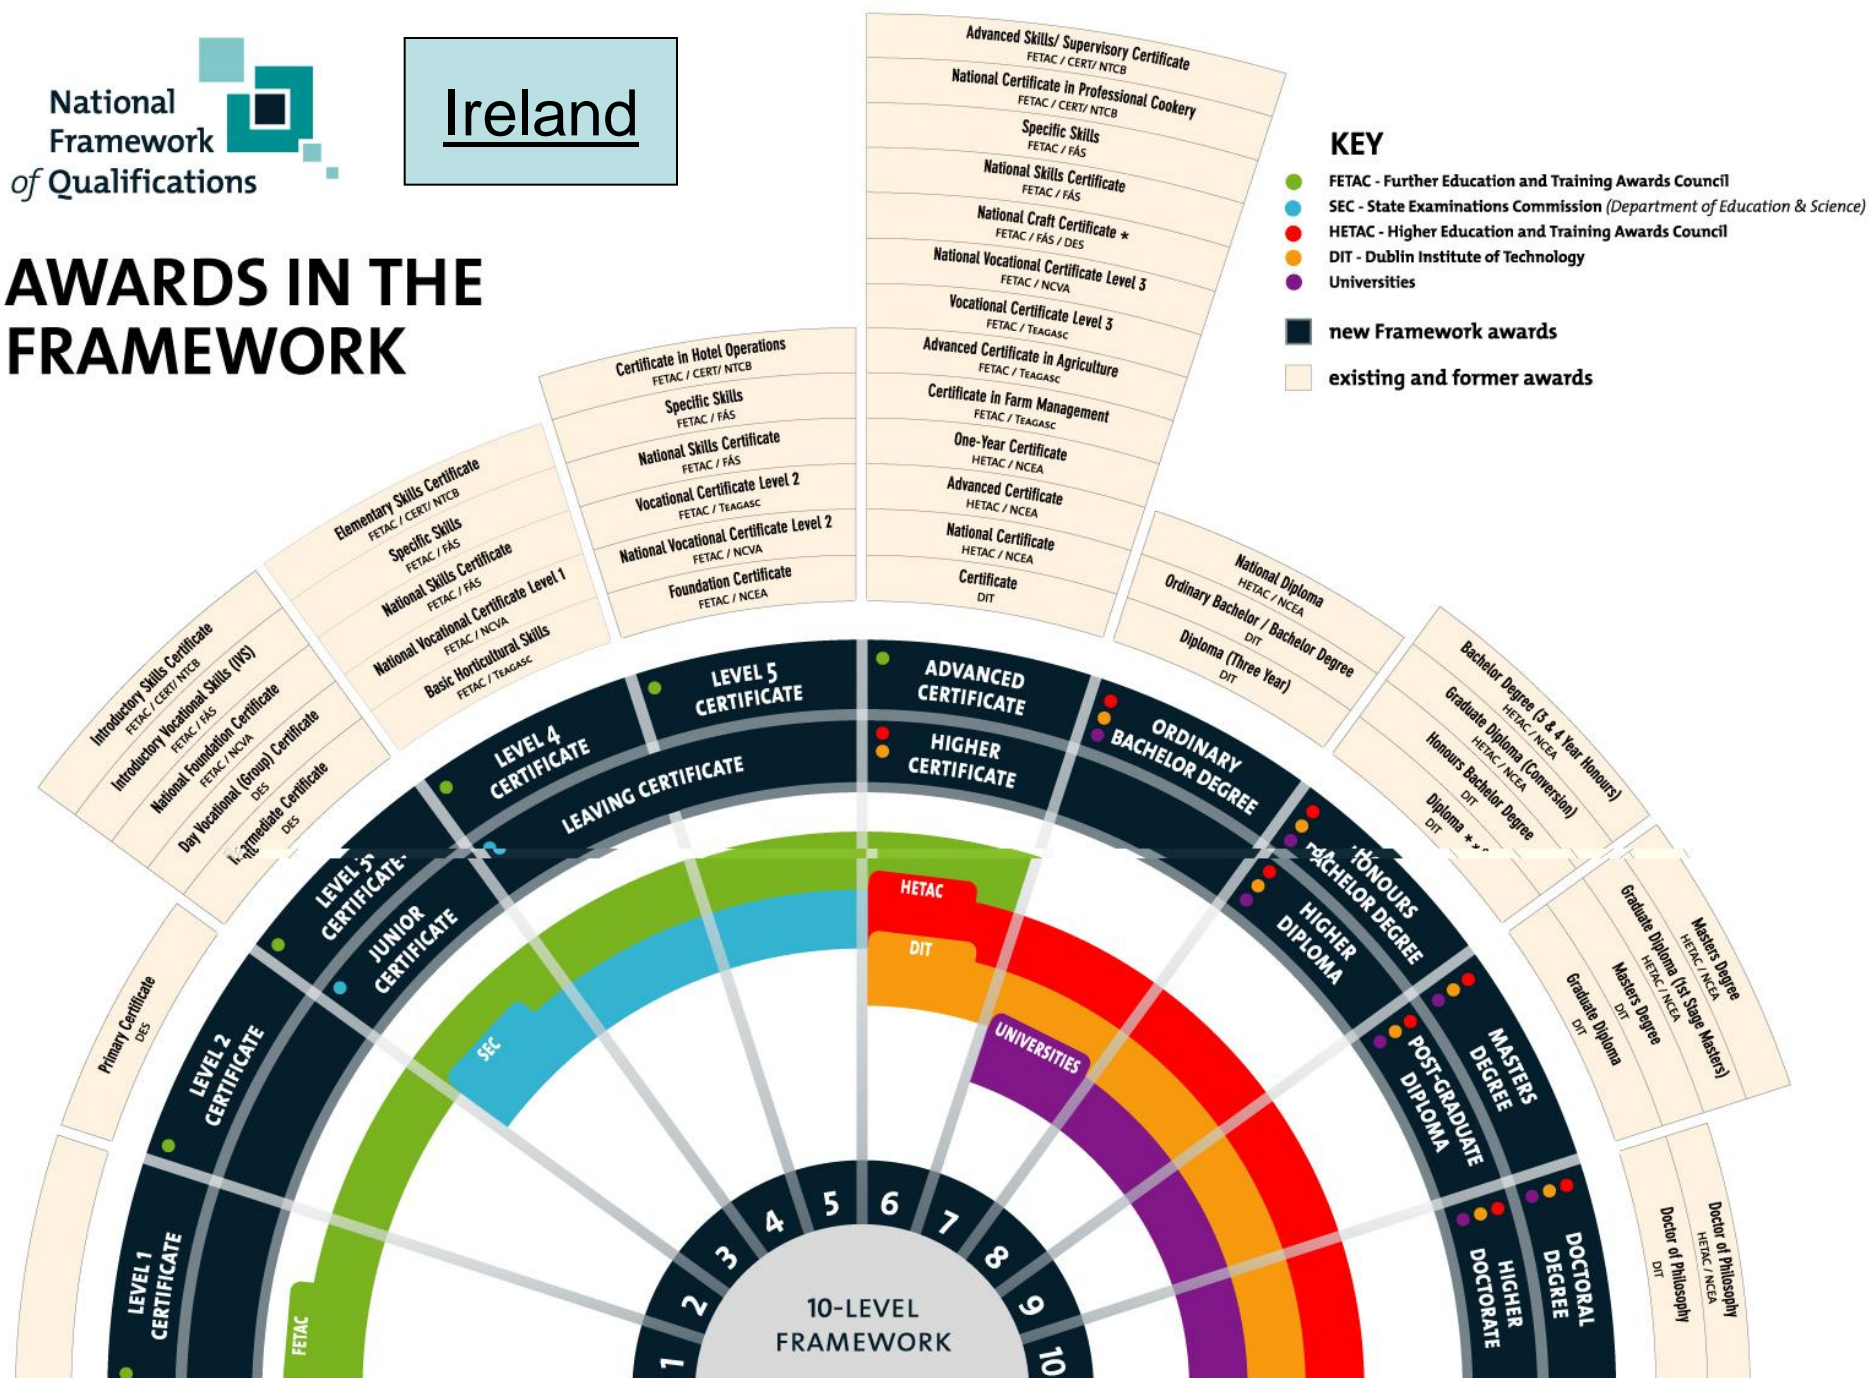 National
Framework
of Qualifications
Ireland
AWARDS IN THE
FRAMEWORK
KEY
FETAC - Further Education and Training Awards Council
SEC - State Examinations Commission (Department of Education & Science)
HETAC - Higher Education and Training Awards Council
DIT - Dublin Institute of Technology
Universities
new Framework awards
existing and former awards
Primary Certificate
DES
Introductory Skills Certificate
FETAC / CERT/ NTCB
Introductory Vocational Skills (IVS)
FETAC / FÁS
National Foundation Certificate
FETAC / NCVA
Day Vocational (Group) Certificate
DES
Certificate
DES
Elementary Skills Certificate
FETAC / CERT/ NTCB
Specific Skills
FETAC / FÁS
National Skills Certificate
FETAC / FÁS
National Vocational Certificate Level 1
FETAC / NCVA
Basic Horticultural Skills
FETAC / TEAGASC
Certificate in Hotel Operations
FETAC / CERT/ NTCB
Specific Skills
FETAC / FÁS
National Skills Certificate
FETAC / FÁS
Vocational Certificate Level 2
FETAC / TEAGASC
National Vocational Certificate Level 2
FETAC / NCVA
Foundation Certificate
FETAC / NCEA
Advanced Skills/ Supervisory Certificate
FETAC / CERT/ NTCB
National Certificate in Professional Cookery
FETAC / CERT/ NTCB
Specific Skills
FETAC / FÁS
National Skills Certificate
FETAC / FÁS
National Craft Certificate *
FETAC / FÁS / DES
National Vocational Certificate Level 3
FETAC / NCVA
Vocational Certificate Level 3
FETAC / TEAGASC
Advanced Certificate in Agriculture
FETAC / TEAGASC
Certificate in Farm Management
FETAC / TEAGASC
One-Year Certificate
HETAC / NCEA
Advanced Certificate
HETAC / NCEA
National Certificate
HETAC / NCEA
Certificate
DIT
National Diploma
HETAC / NCEA
Ordinary Bachelor / Bachelor Degree
DIT
Diploma (Three Year)
DIT
Bachelor Degree (3 & 4 Year Honours)
HETAC / NCEA
Graduate Diploma (Conversion)
HETAC / NCEA
Honours Bachelor Degree
DIT
Diploma * *
DIT
Masters Degree
HETAC / NCEA
Graduate Diploma (1st Stage Masters)
HETAC / NCEA
Masters Degree
DIT
Graduate Diploma
DIT
Doctor of Philosophy
HETAC / NCEA
Doctor of Philosophy
DIT
LEVEL 1
CERTIFICATE
LEVEL 2
CERTIFICATE
LEVEL 3
CERTIFICATE
JUNIOR
CERTIFICATE
LEVEL 4
CERTIFICATE
LEVEL 5
CERTIFICATE
LEAVING CERTIFICATE
ADVANCED
CERTIFICATE
HIGHER
CERTIFICATE
ORDINARY
BACHELOR DEGREE
HONOURS
BACHELOR DEGREE
HIGHER
DIPLOMA
MASTERS
DEGREE
POST-GRADUATE
DIPLOMA
DOCTORAL
DEGREE
HIGHER
DOCTORATE
FETAC
SEC
HETAC
DIT
UNIVERSITIES
1
2
3
4
5
6
7
8
9
10
10-LEVEL
FRAMEWORK